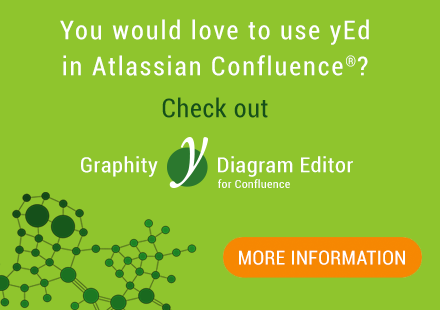 You would love to use yEd
in Atlassian Confluence®?
Check out
Graphity y Diagram Editor
for Confluence
MORE INFORMATION